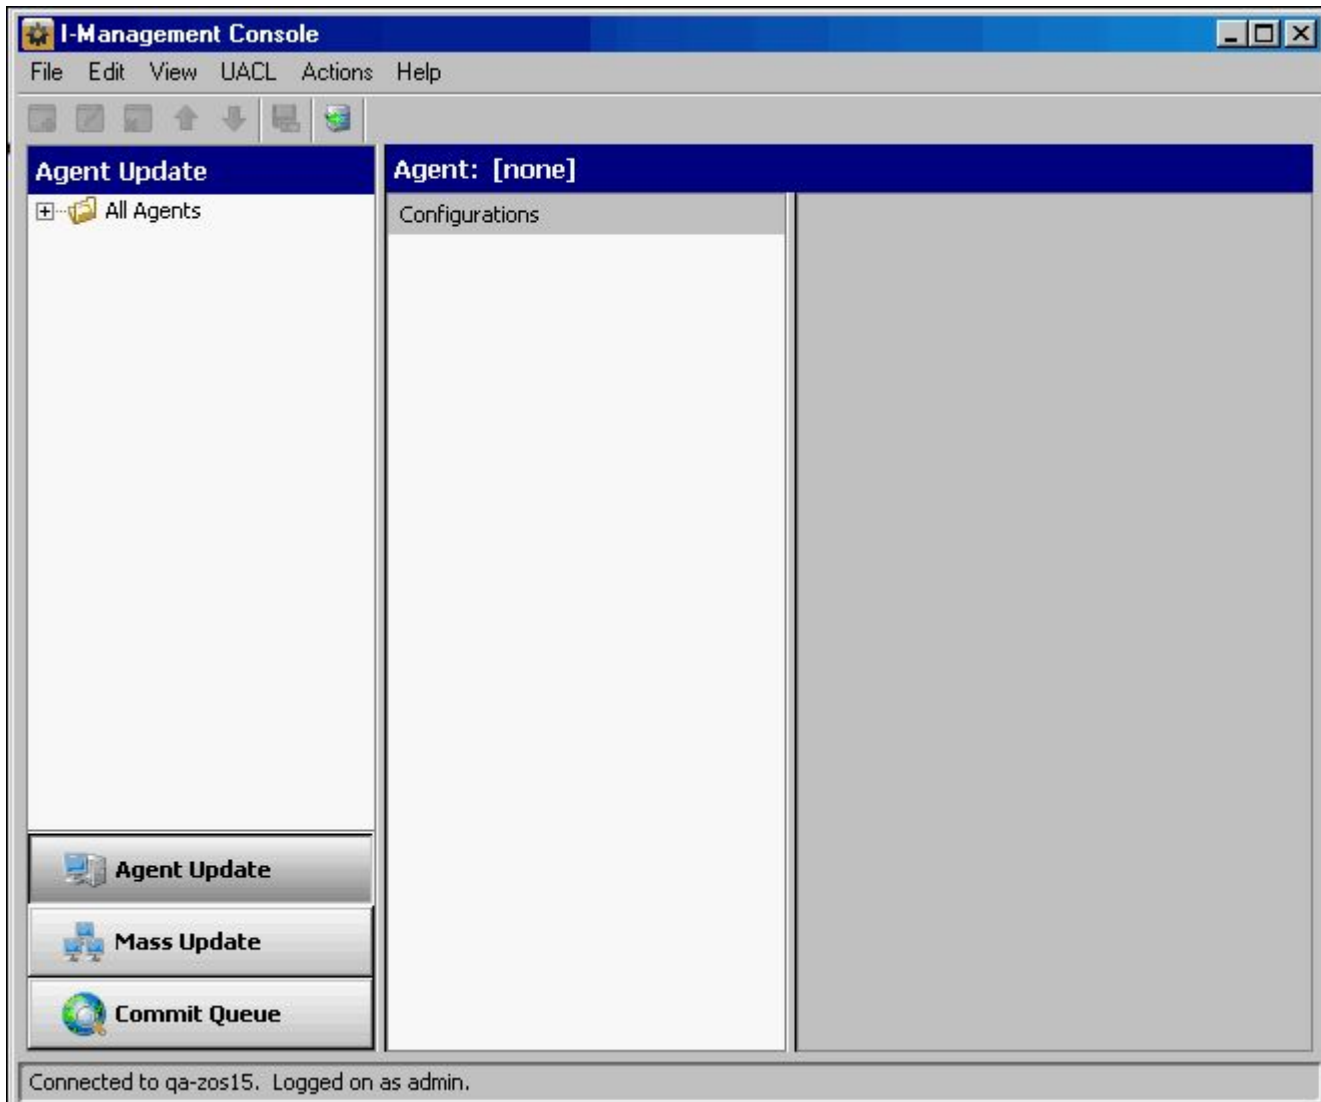 I-Management Console
File Edit View UACL Actions Help
Agent Update
Agent: [none]
All Agents
Configurations
Agent Update
Mass Update
Commit Queue
Connected to qa-zos15. Logged on as admin.